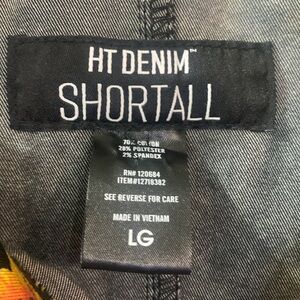 HT DENIM™
SHORTALL
70% COTTON
28% POLYESTER
2% SPANDEX
RN# 120684
ITEM#12718382
SEE REVERSE FOR CARE
MADE IN VIETNAM
LG